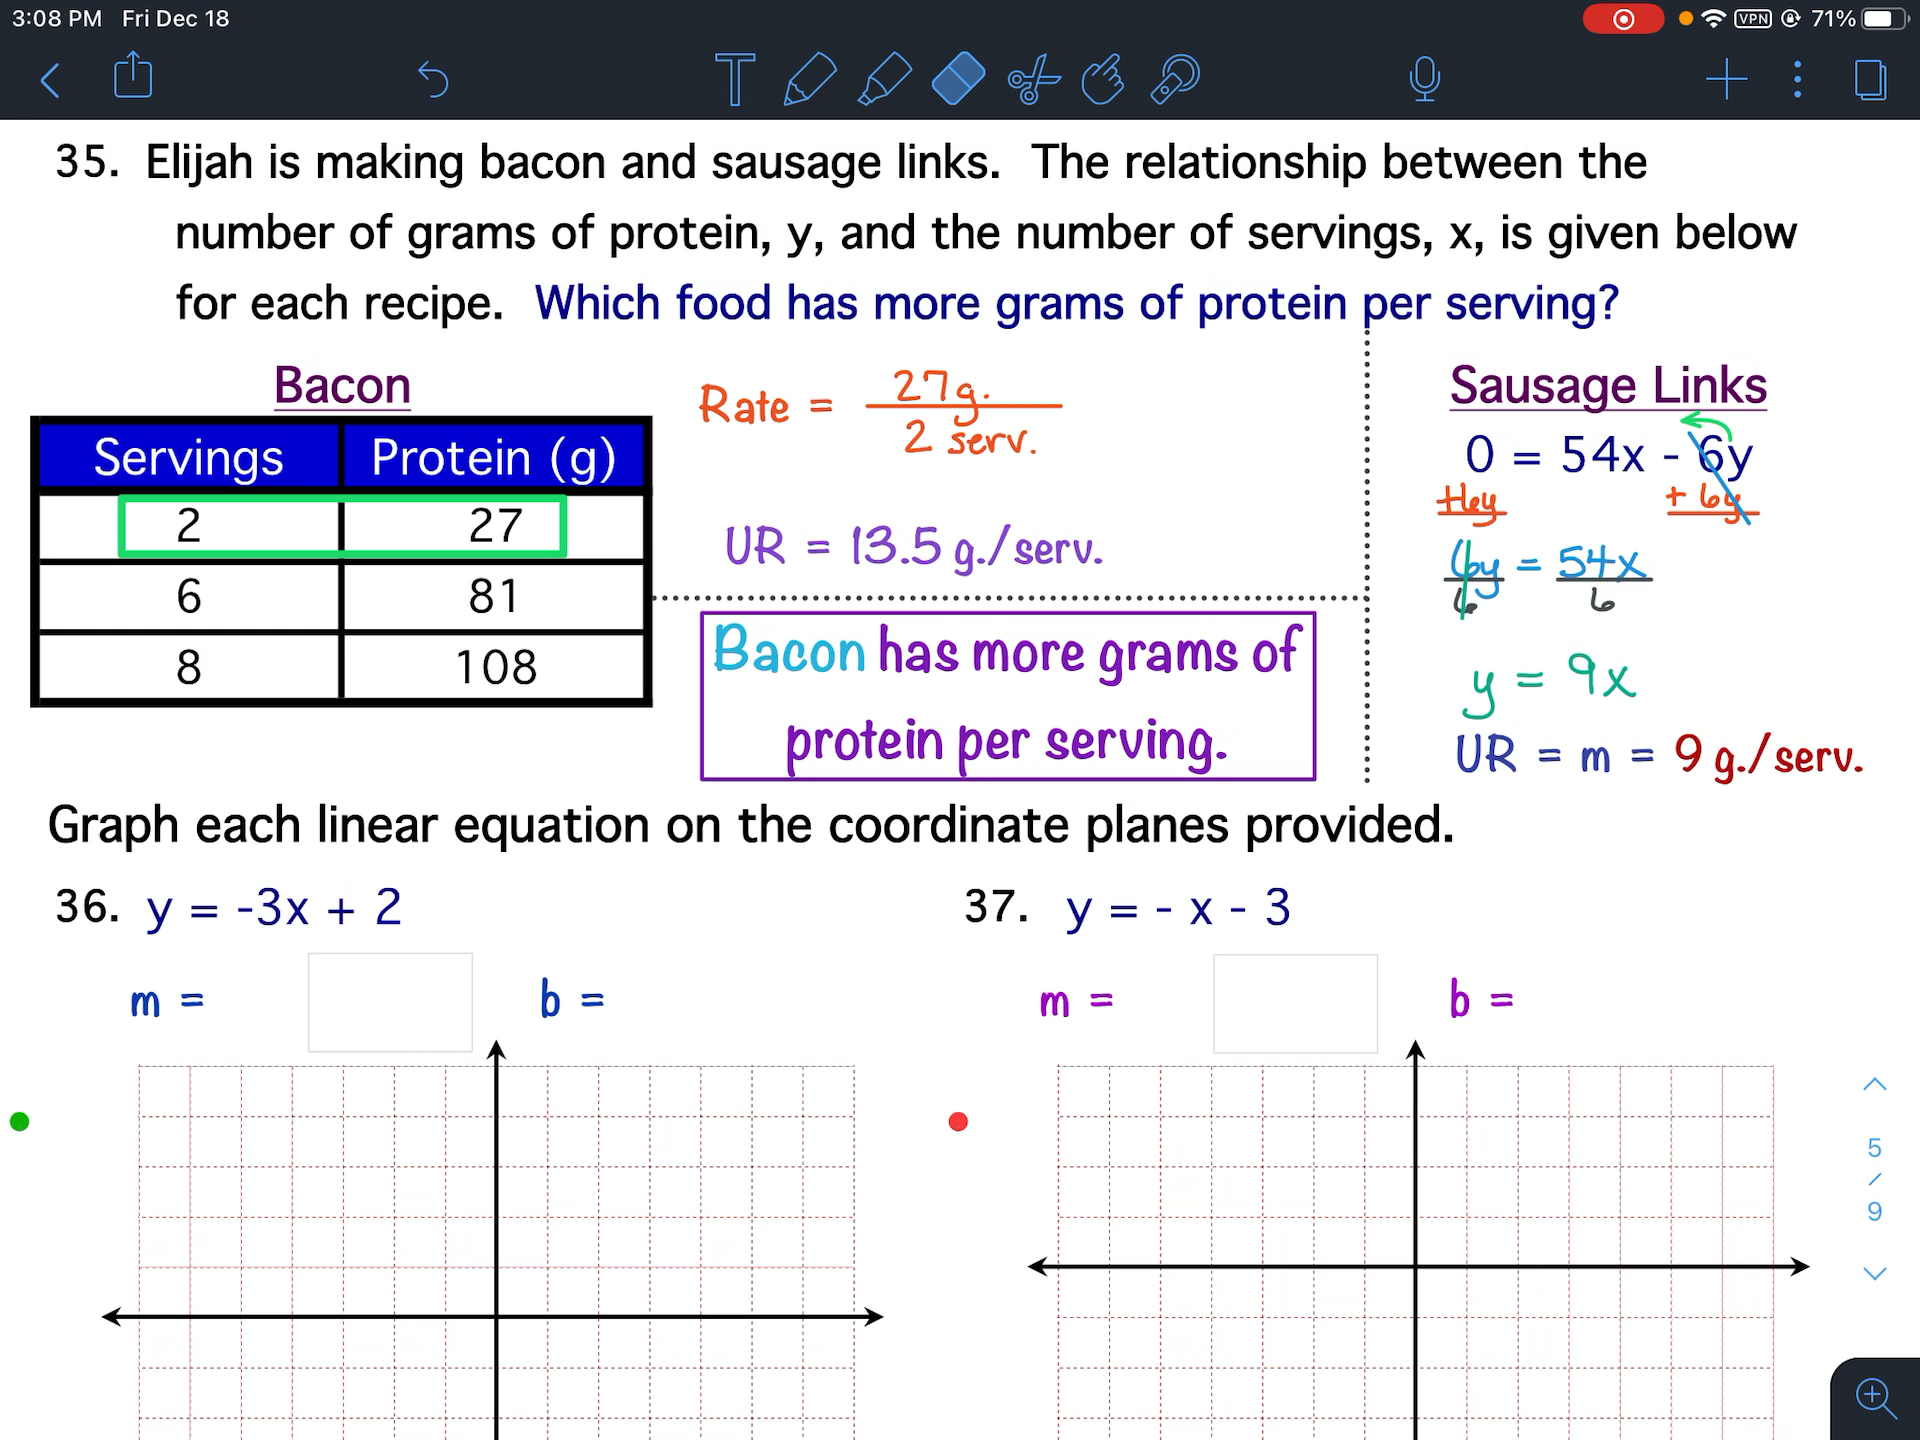 3:08 PM Fri Dec 18
VPN 71%
35. Elijah is making bacon and sausage links. The relationship between the
number of grams of protein, y, and the number of servings, x, is given below
for each recipe. Which food has more grams of protein per serving?
Bacon
Servings Protein (g)
2 27
6 81
8 108
Rate = 27g.
2 serv.
UR = 13.5 g./serv.
Bacon has more grams of
protein per serving.
Sausage Links
0 = 54x - 6y
+6y + 6y
6y = 54x
6 6
y = 9x
UR = m = 9 g./serv.
Graph each linear equation on the coordinate planes provided.
36. y = -3x + 2
m = b =
37. y = - x - 3
m = b =
5
/
9